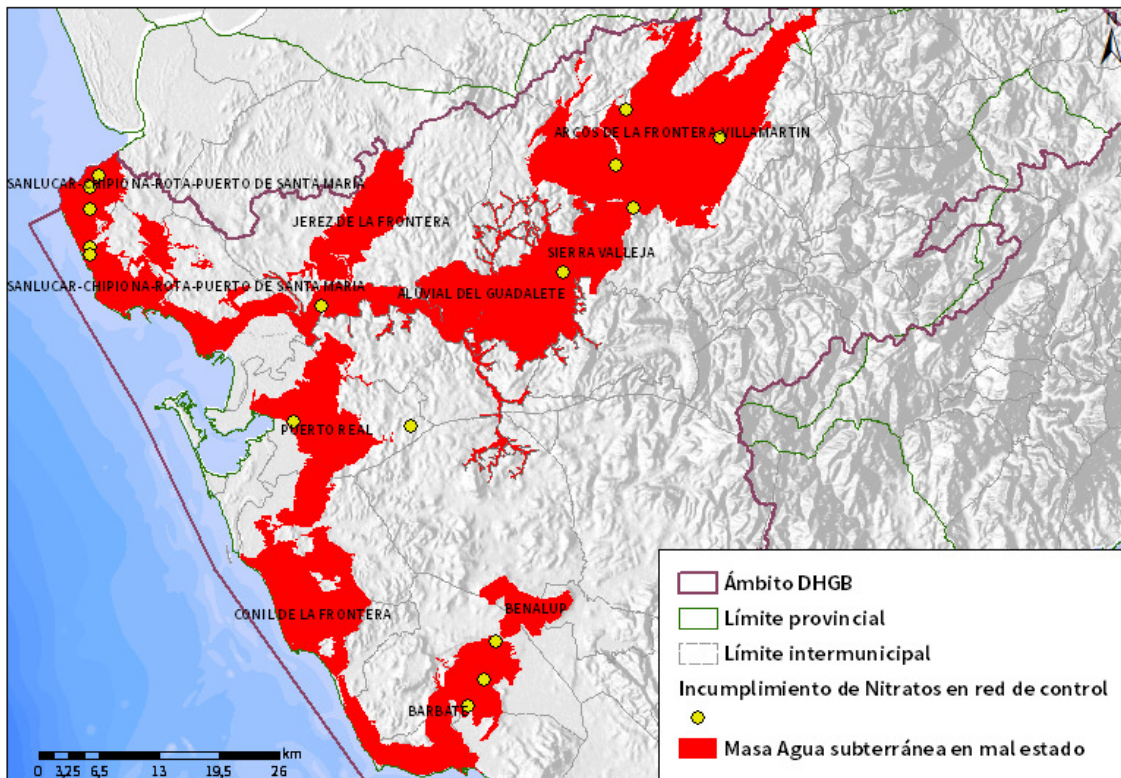 N
ARCOS DE LA FRONTERA-VILLAMARTIN
SANLUCAR-CHIPIONA-ROTA-PUERTO DE SANTA MARÍA
JEREZ DE LA FRONTERA
SIERRA VALLEJA
SANLUCAR-CHIPIONA-ROTA-PUERTO DE SANTA MARIA
ALUVIAL DEL GUADALETE
PUERTO REAL
CONIL DE LA FRONTERA
BENALUP
BARBATE
Ámbito DHGB
Límite provincial
Límite intermunicipal
Incumplimiento de Nitratos en red de control
Masa Agua subterránea en mal estado
km
0 3,25 6,5 13 19,5 26